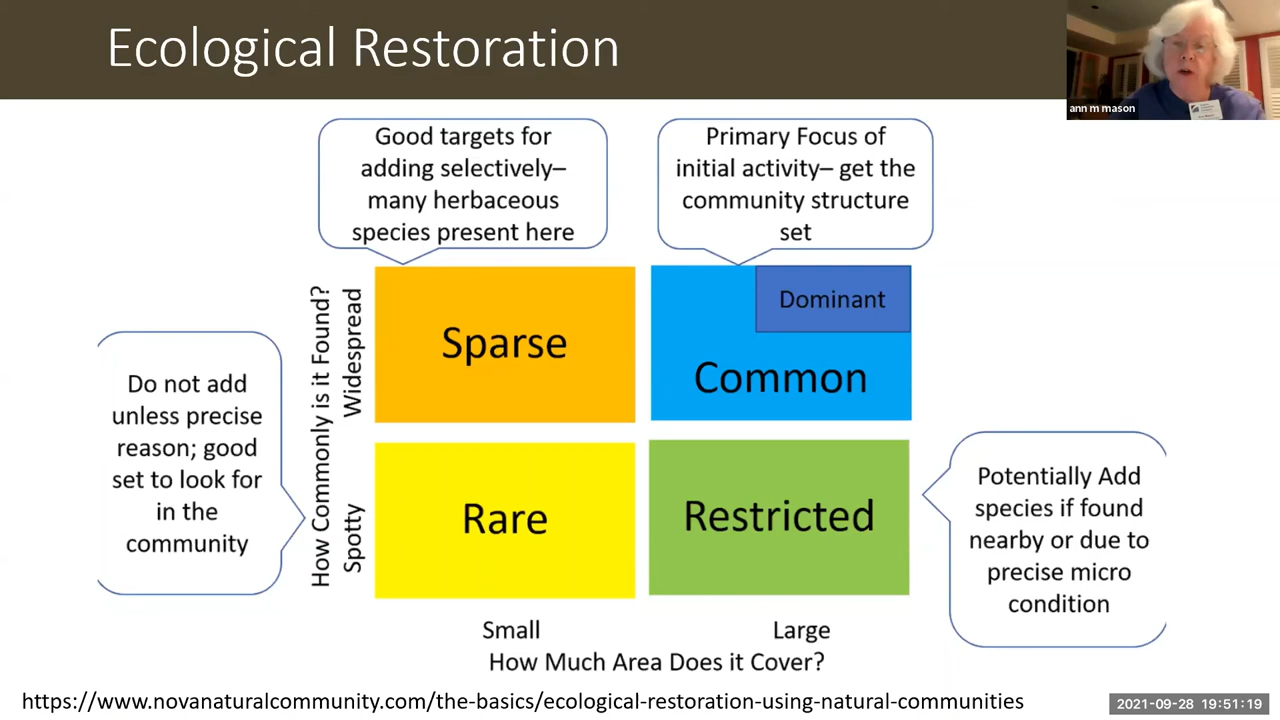 Ecological Restoration
ann m mason
Good targets for
adding selectively–
many herbaceous
species present here
Primary Focus of
initial activity– get the
community structure
set
How Commonly is it Found?
Widespread
Spotty
Sparse
Dominant
Common
Do not add
unless precise
reason; good
set to look for
in the
community
Rare
Restricted
Potentially Add
species if found
nearby or due to
precise micro
condition
Small
Large
How Much Area Does it Cover?
https://www.novanaturalcommunity.com/the-basics/ecological-restoration-using-natural-communities
2021-09-28 19:51:19